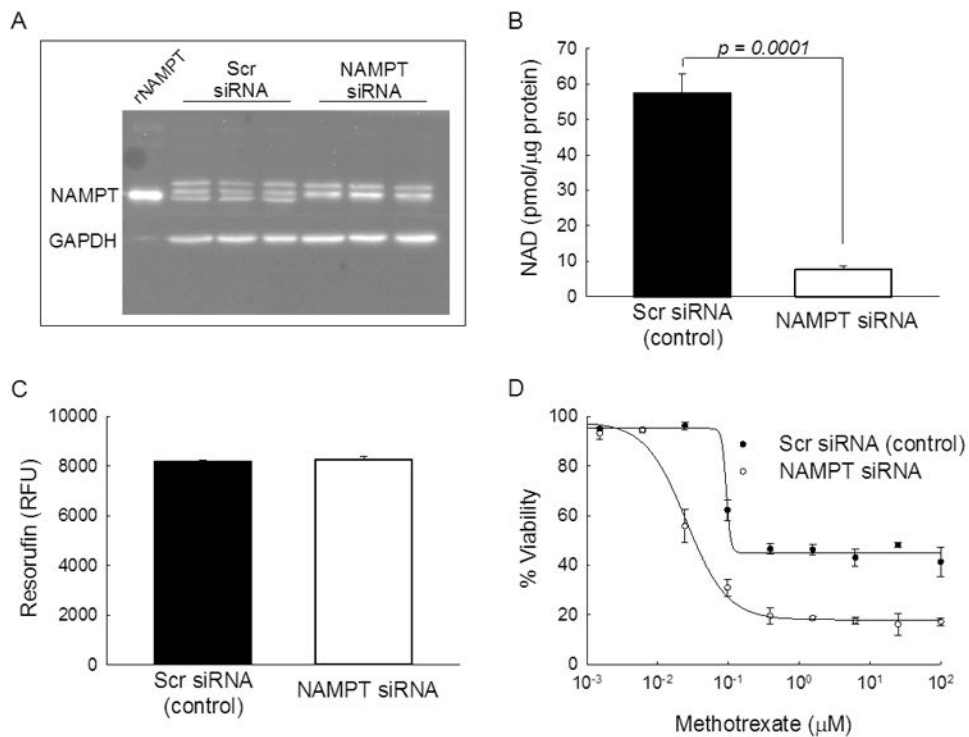 A
rNAMPT
Scr
siRNA
NAMPT
siRNA
NAMPT
GAPDH
B
p = 0.0001
70
60
50
40
30
20
10
0
NAD (pmol/μg protein)
Scr siRNA
(control)
NAMPT siRNA
C
10000
8000
6000
4000
2000
0
Resorufin (RFU)
Scr siRNA
(control)
NAMPT siRNA
D
Scr siRNA (control)
NAMPT siRNA
100
80
60
40
20
0
% Viability
10⁻³ 10⁻² 10⁻¹ 10⁰ 10¹ 10²
Methotrexate (μM)